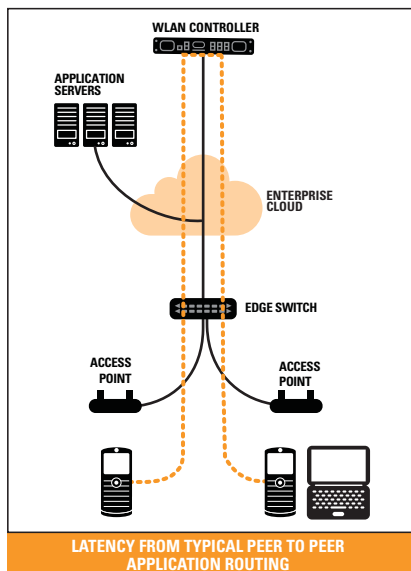 WLAN CONTROLLER
APPLICATION
SERVERS
ENTERPRISE
CLOUD
EDGE SWITCH
ACCESS
POINT
ACCESS
POINT
LATENCY FROM TYPICAL PEER TO PEER
APPLICATION ROUTING